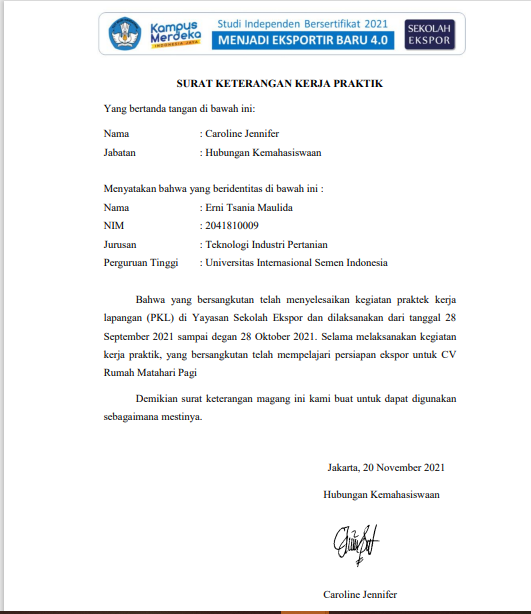 Kampus
Merdeka
INDONESIA JAYA
Studi Independen Bersertifikat 2021
MENJADI EKSPORTIR BARU 4.0
SEKOLAH
EKSPOR
SURAT KETERANGAN KERJA PRAKTIK
Yang bertanda tangan di bawah ini:
Nama : Caroline Jennifer
Jabatan : Hubungan Kemahasiswaan
Menyatakan bahwa yang beridentitas di bawah ini :
Nama : Erni Tsania Maulida
NIM : 2041810009
Jurusan : Teknologi Industri Pertanian
Perguruan Tinggi : Universitas Internasional Semen Indonesia
Bahwa yang bersangkutan telah menyelesaikan kegiatan praktek kerja
lapangan (PKL) di Yayasan Sekolah Ekspor dan dilaksanakan dari tanggal 28
September 2021 sampai degan 28 Oktober 2021. Selama melaksanakan kegiatan
kerja praktik, yang bersangkutan telah mempelajari persiapan ekspor untuk CV
Rumah Matahari Pagi
Demikian surat keterangan magang ini kami buat untuk dapat digunakan
sebagaimana mestinya.
Jakarta, 20 November 2021
Hubungan Kemahasiswaan
Caroline Jennifer